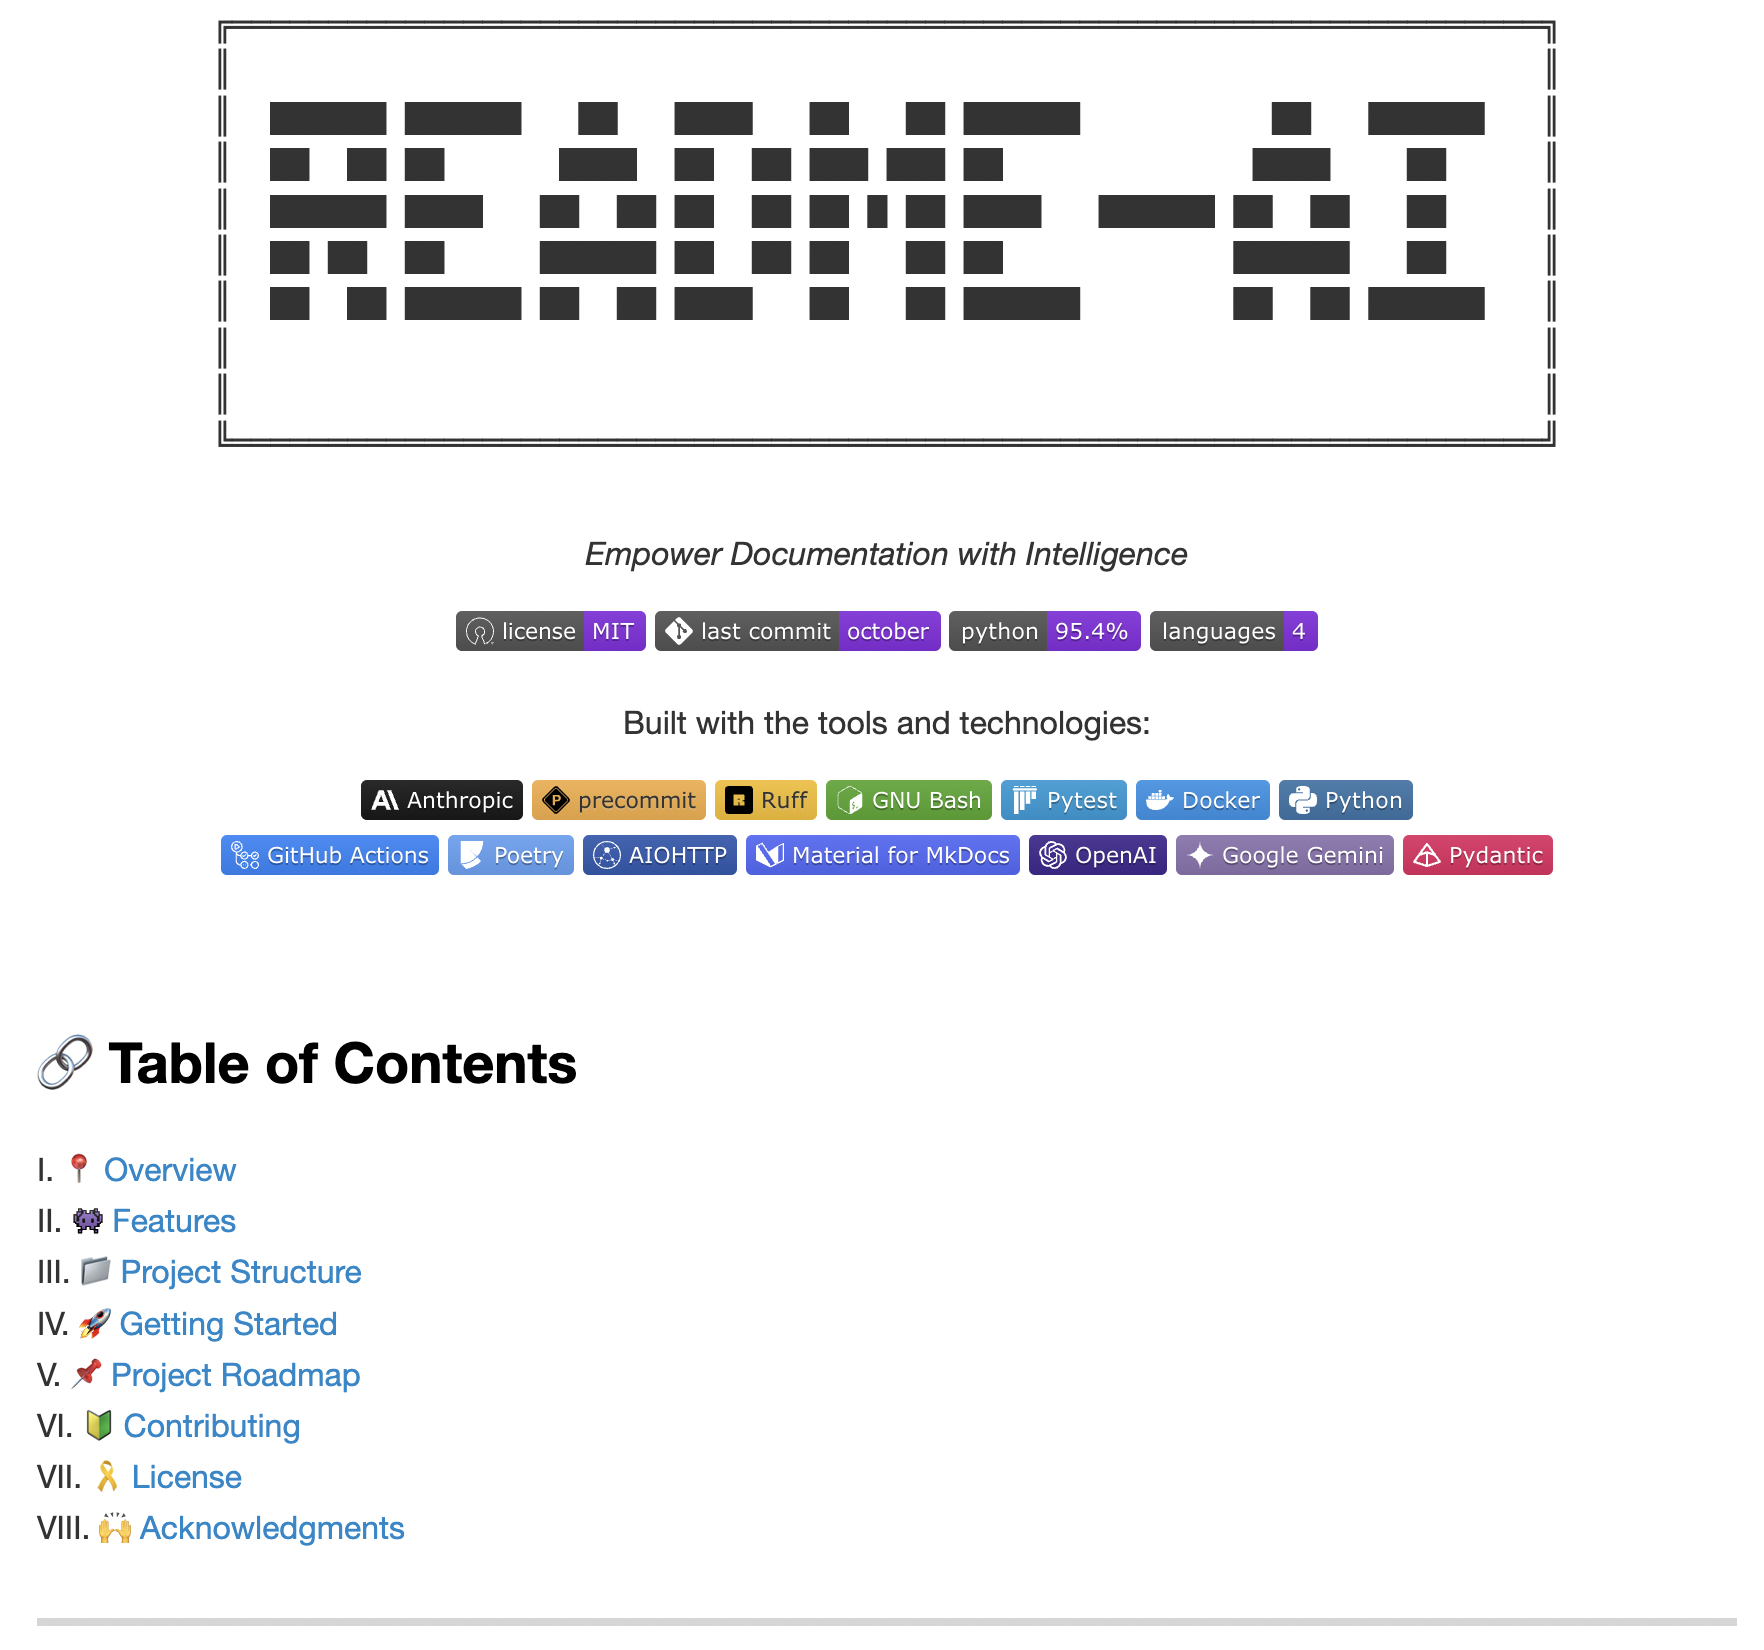 README-AI
Empower Documentation with Intelligence
license MIT last commit october python 95.4% languages 4
Built with the tools and technologies:
Anthropic precommit Ruff GNU Bash Pytest Docker Python
GitHub Actions Poetry AIOHTTP Material for MkDocs OpenAI Google Gemini Pydantic
🔗 Table of Contents
I. 📍 Overview
II. 👾 Features
III. 📁 Project Structure
IV. 🚀 Getting Started
V. 📌 Project Roadmap
VI. 🔰 Contributing
VII. 🎗 License
VIII. 🙌 Acknowledgments